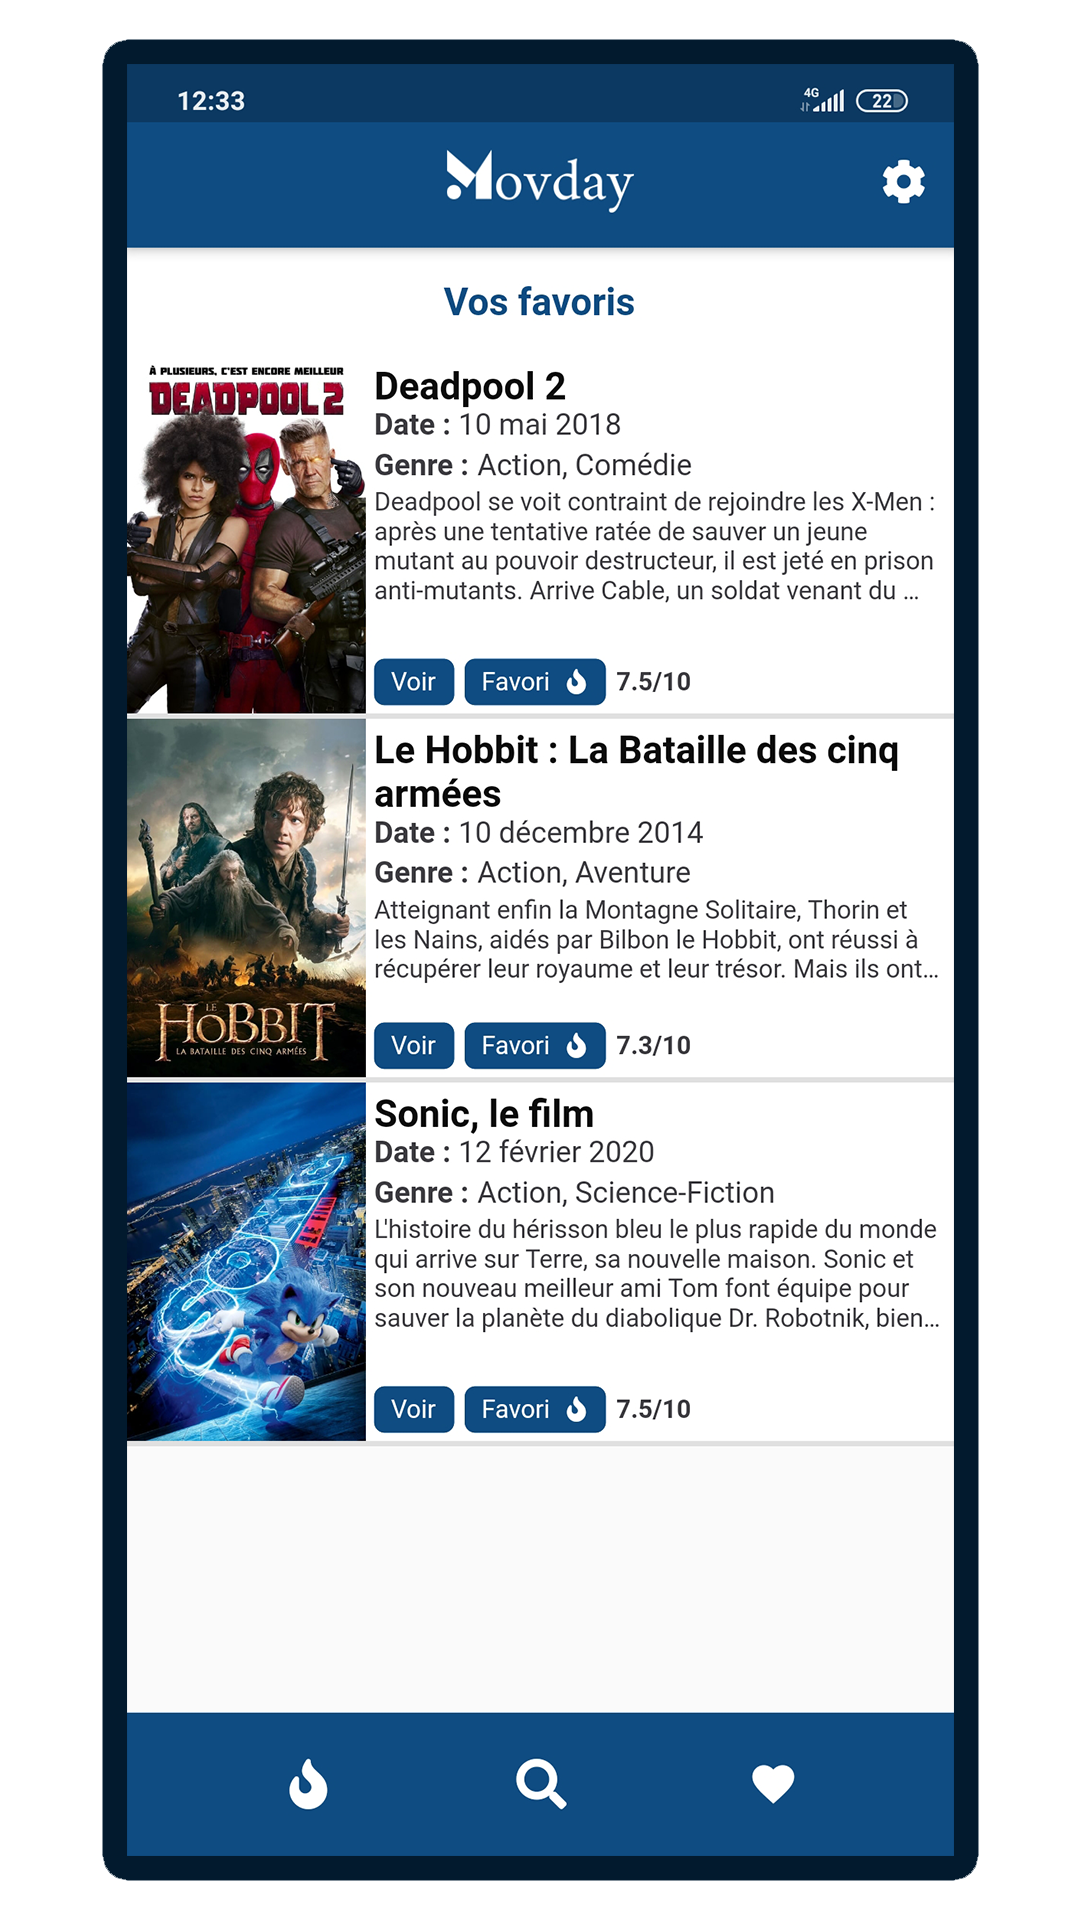 12:33
4G
22
Movday
Vos favoris
À PLUSIEURS, C'EST ENCORE MEILLEUR
DEADPOOL 2
Deadpool 2
Date : 10 mai 2018
Genre : Action, Comédie
Deadpool se voit contraint de rejoindre les X-Men :
après une tentative ratée de sauver un jeune
mutant au pouvoir destructeur, il est jeté en prison
anti-mutants. Arrive Cable, un soldat venant du ...
Voir
Favori
7.5/10
LE
HOBBIT
LA BATAILLE DES CINQ ARMÉES
Le Hobbit : La Bataille des cinq
armées
Date : 10 décembre 2014
Genre : Action, Aventure
Atteignant enfin la Montagne Solitaire, Thorin et
les Nains, aidés par Bilbon le Hobbit, ont réussi à
récupérer leur royaume et leur trésor. Mais ils ont...
Voir
Favori
7.3/10
SONIC
LE FILM
Sonic, le film
Date : 12 février 2020
Genre : Action, Science-Fiction
L'histoire du hérisson bleu le plus rapide du monde
qui arrive sur Terre, sa nouvelle maison. Sonic et
son nouveau meilleur ami Tom font équipe pour
sauver la planète du diabolique Dr. Robotnik, bien...
Voir
Favori
7.5/10